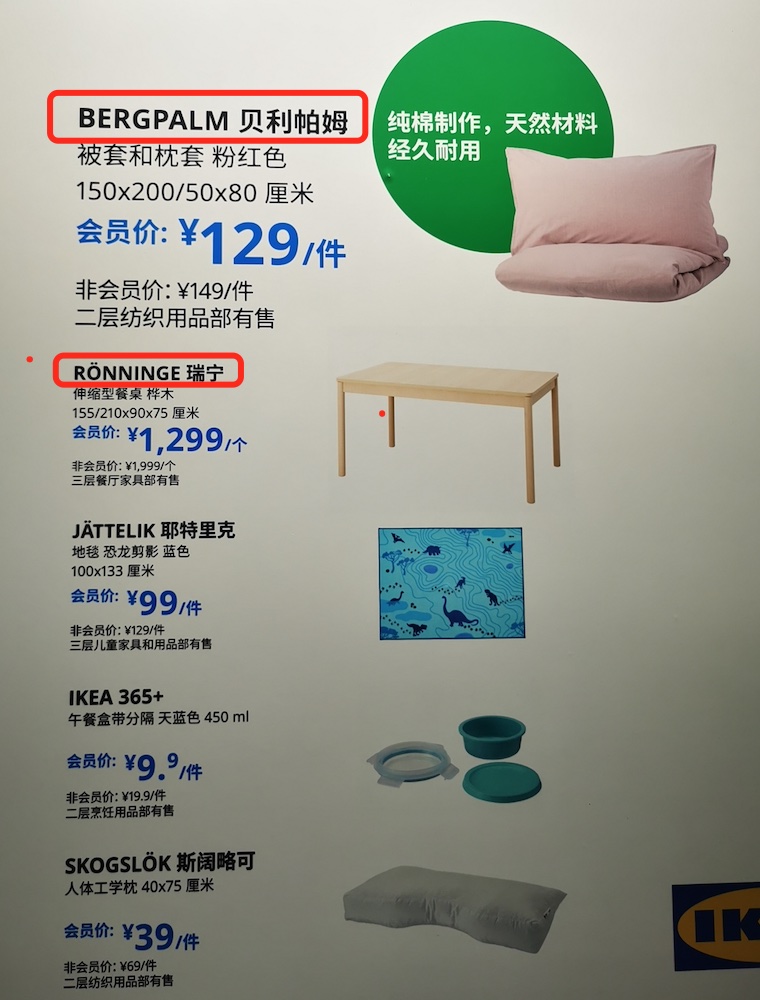 BERGPALM 贝利帕姆
被套和枕套 粉红色
150x200/50x80 厘米
会员价: ¥129/件
非会员价: ¥149/件
二层纺织用品部有售
纯棉制作，天然材料
经久耐用
RÖNNINGE 瑞宁
伸缩型餐桌 桦木
155/210x90x75 厘米
会员价: ¥1,299/个
非会员价: ¥1,999/个
三层餐厅家具部有售
JÄTTELIK 耶特里克
地毯 恐龙剪影 蓝色
100x133 厘米
会员价: ¥99/件
非会员价: ¥129/件
三层儿童家具和用品部有售
IKEA 365+
午餐盒带分隔 天蓝色 450 ml
会员价: ¥9.9/件
非会员价: ¥19.9/件
二层烹饪用品部有售
SKOGSLÖK 斯阔略可
人体工学枕 40x75 厘米
会员价: ¥39/件
非会员价: ¥69/件
二层纺织用品部有售
IK